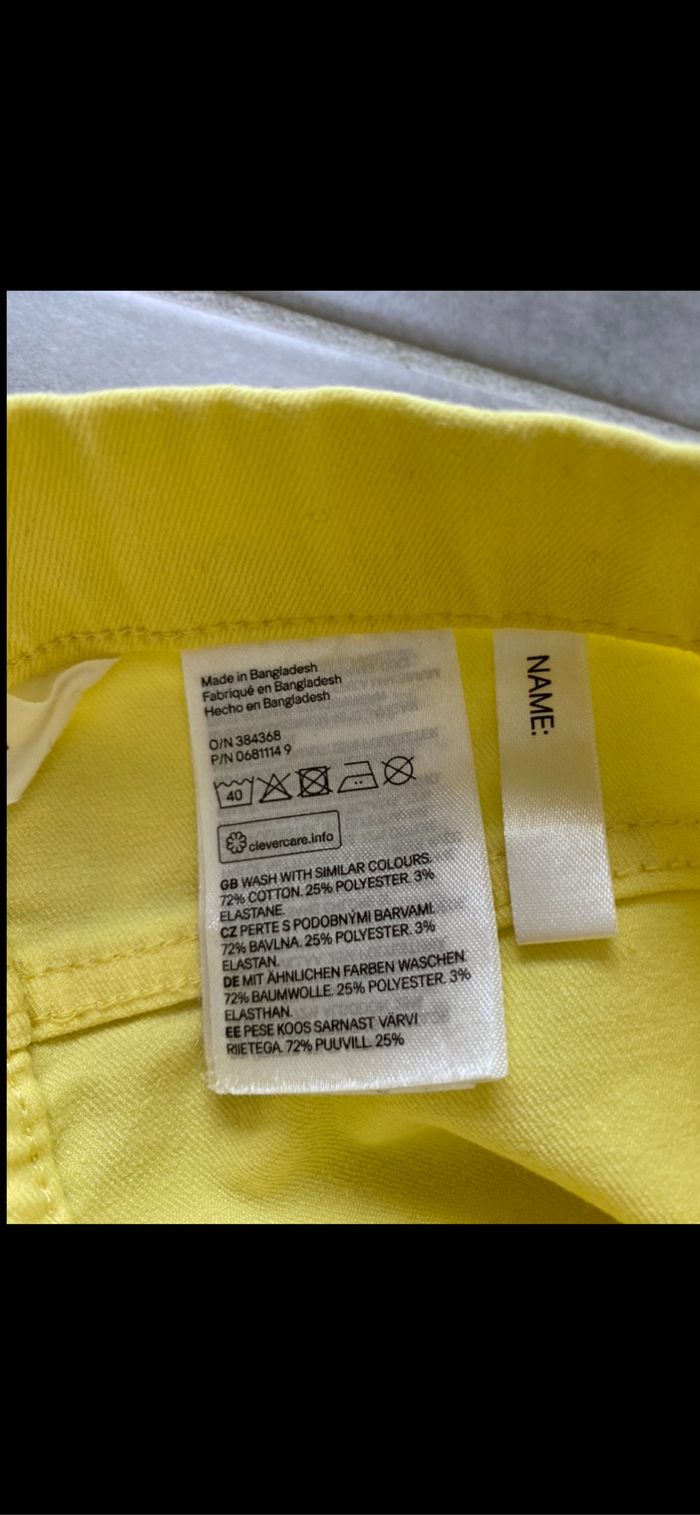 Made in Bangladesh
Fabriqué en Bangladesh
Hecho en Bangladesh
O/N 384368
P/N 0681114 9
40
clevercare.info
GB WASH WITH SIMILAR COLOURS.
72% COTTON. 25% POLYESTER. 3%
ELASTANE.
CZ PERTE S PODOBNÝMI BARVAMI.
72% BAVLNA. 25% POLYESTER. 3%
ELASTAN.
DE MIT ÄHNLICHEN FARBEN WASCHEN.
72% BAUMWOLLE. 25% POLYESTER. 3%
ELASTHAN.
EE PESE KOOS SARNAST VÄRVI
RIIETEGA. 72% PUUVILL. 25%
NAME: